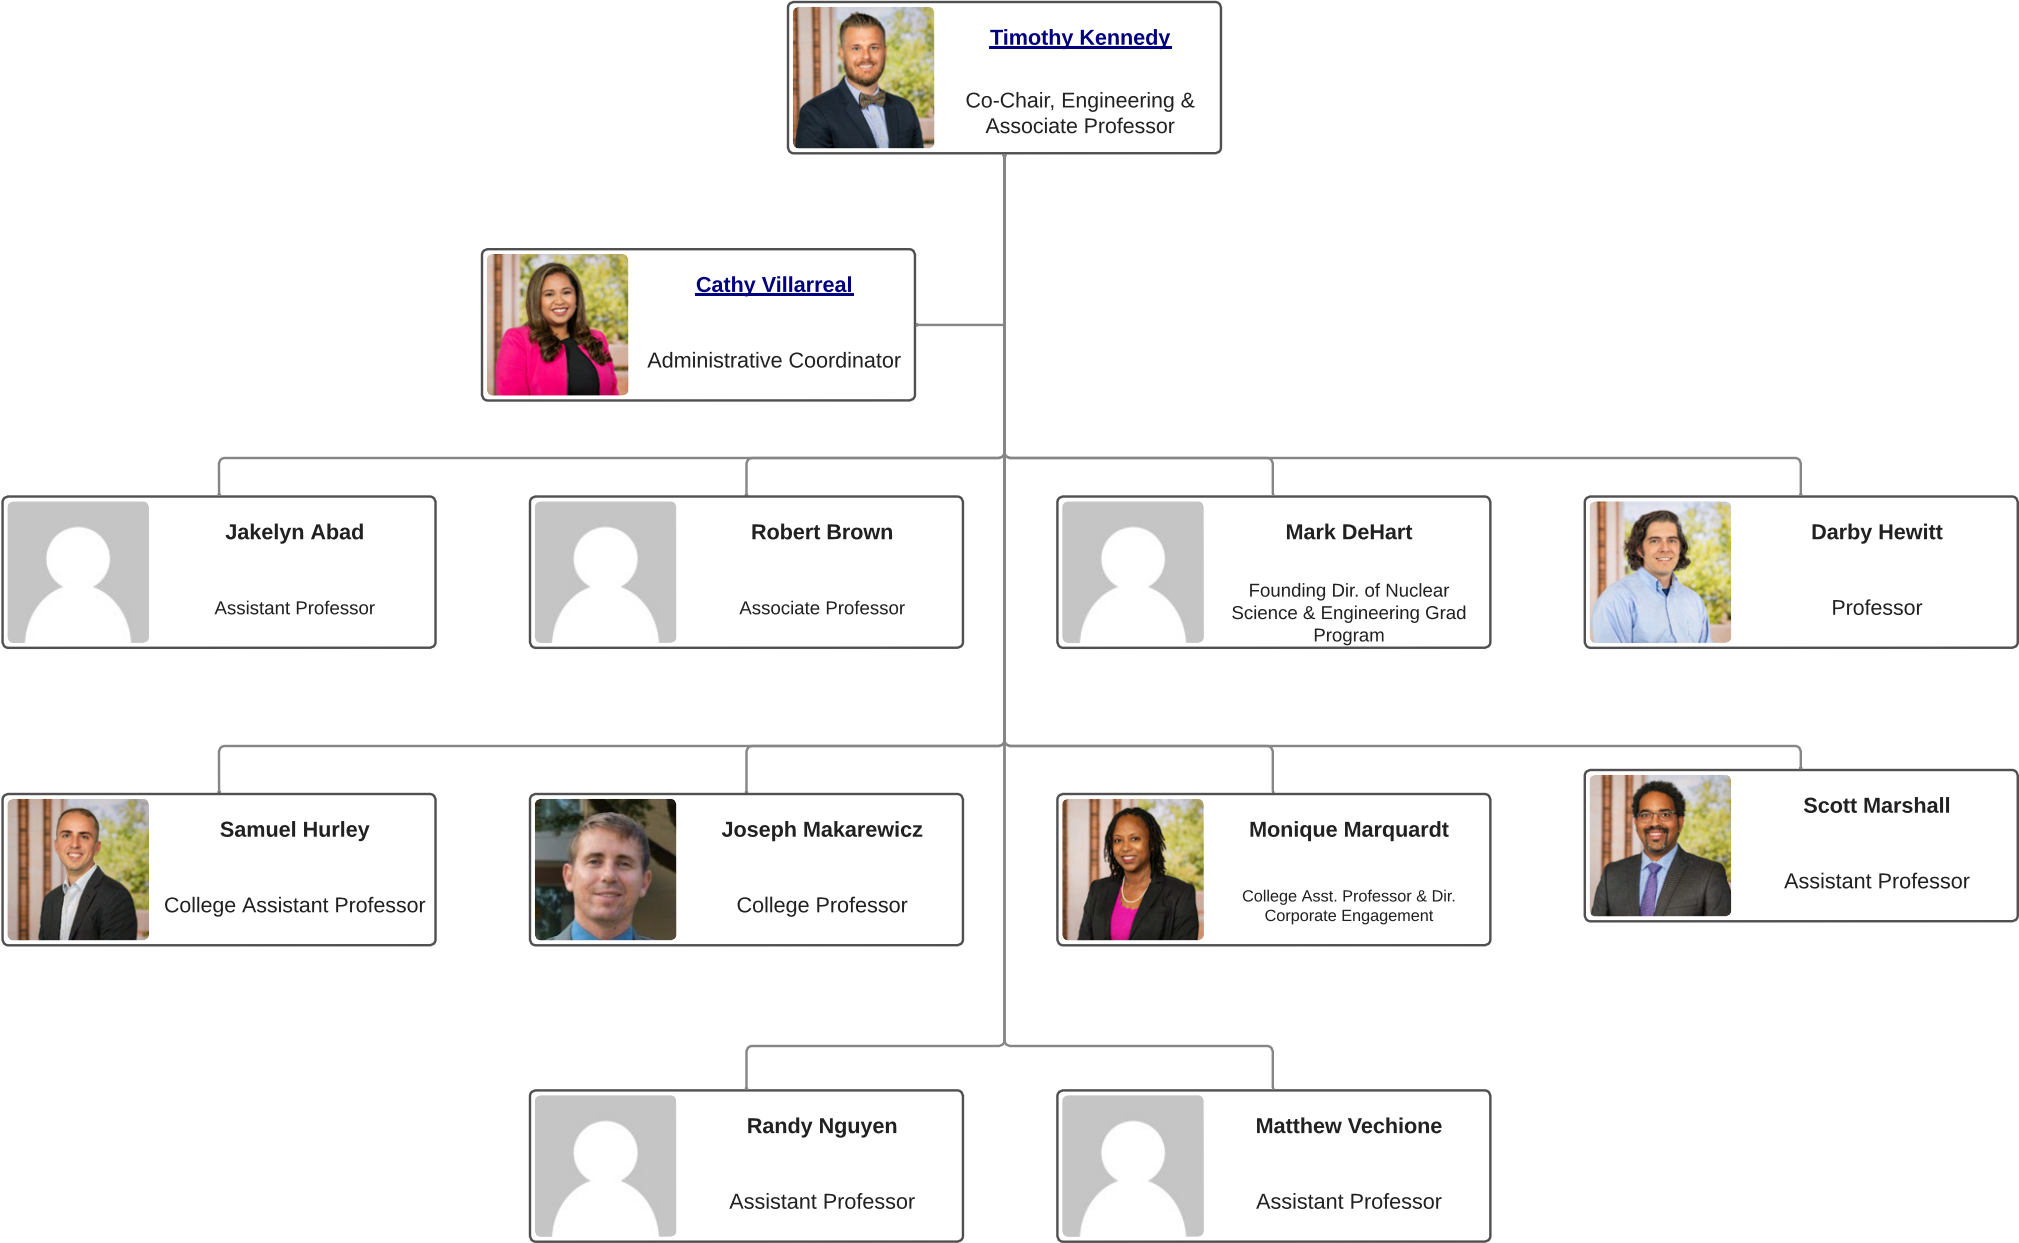 Timothy Kennedy
Co-Chair, Engineering &
Associate Professor
Cathy Villarreal
Administrative Coordinator
Jakelyn Abad
Assistant Professor
Robert Brown
Associate Professor
Mark DeHart
Founding Dir. of Nuclear
Science & Engineering Grad
Program
Darby Hewitt
Professor
Samuel Hurley
College Assistant Professor
Joseph Makarewicz
College Professor
Monique Marquardt
College Asst. Professor & Dir.
Corporate Engagement
Scott Marshall
Assistant Professor
Randy Nguyen
Assistant Professor
Matthew Vechione
Assistant Professor